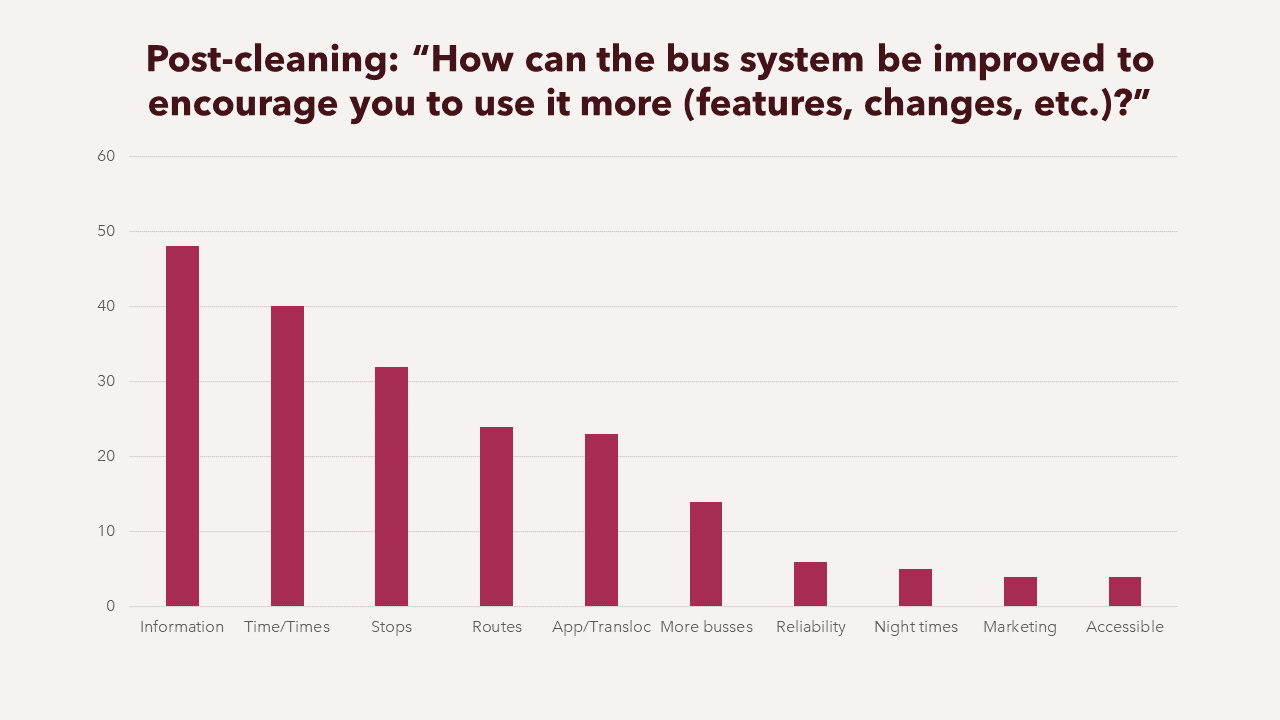 Post-cleaning: “How can the bus system be improved to
encourage you to use it more (features, changes, etc.)?”
60
50
40
30
20
10
0
Information Time/Times Stops Routes App/Transloc More busses Reliability Night times Marketing Accessible